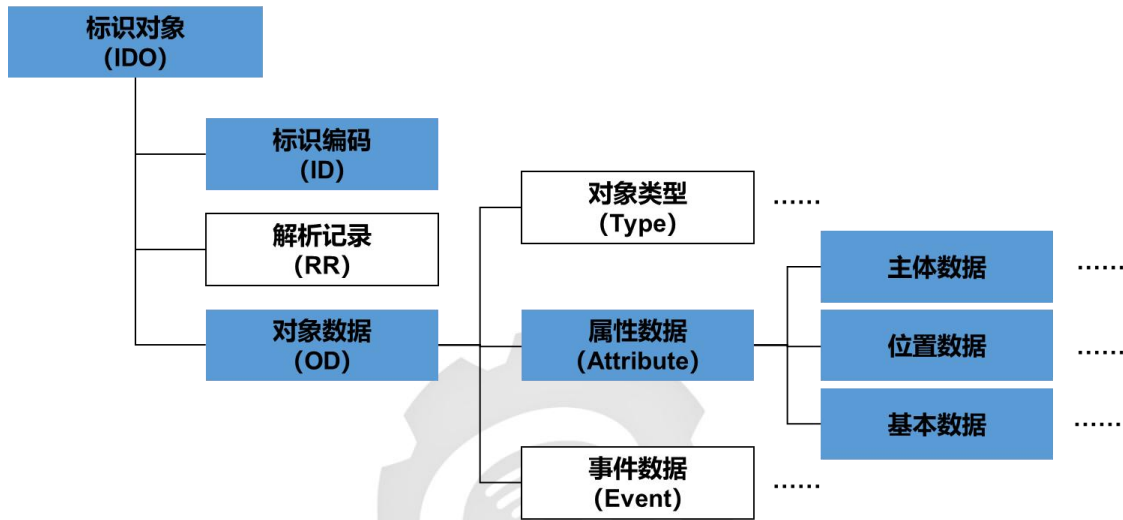 标识对象
(IDO)
标识编码
(ID)
解析记录
(RR)
对象数据
(OD)
对象类型
(Type)
......
属性数据
(Attribute)
事件数据
(Event)
......
主体数据
......
位置数据
......
基本数据
......